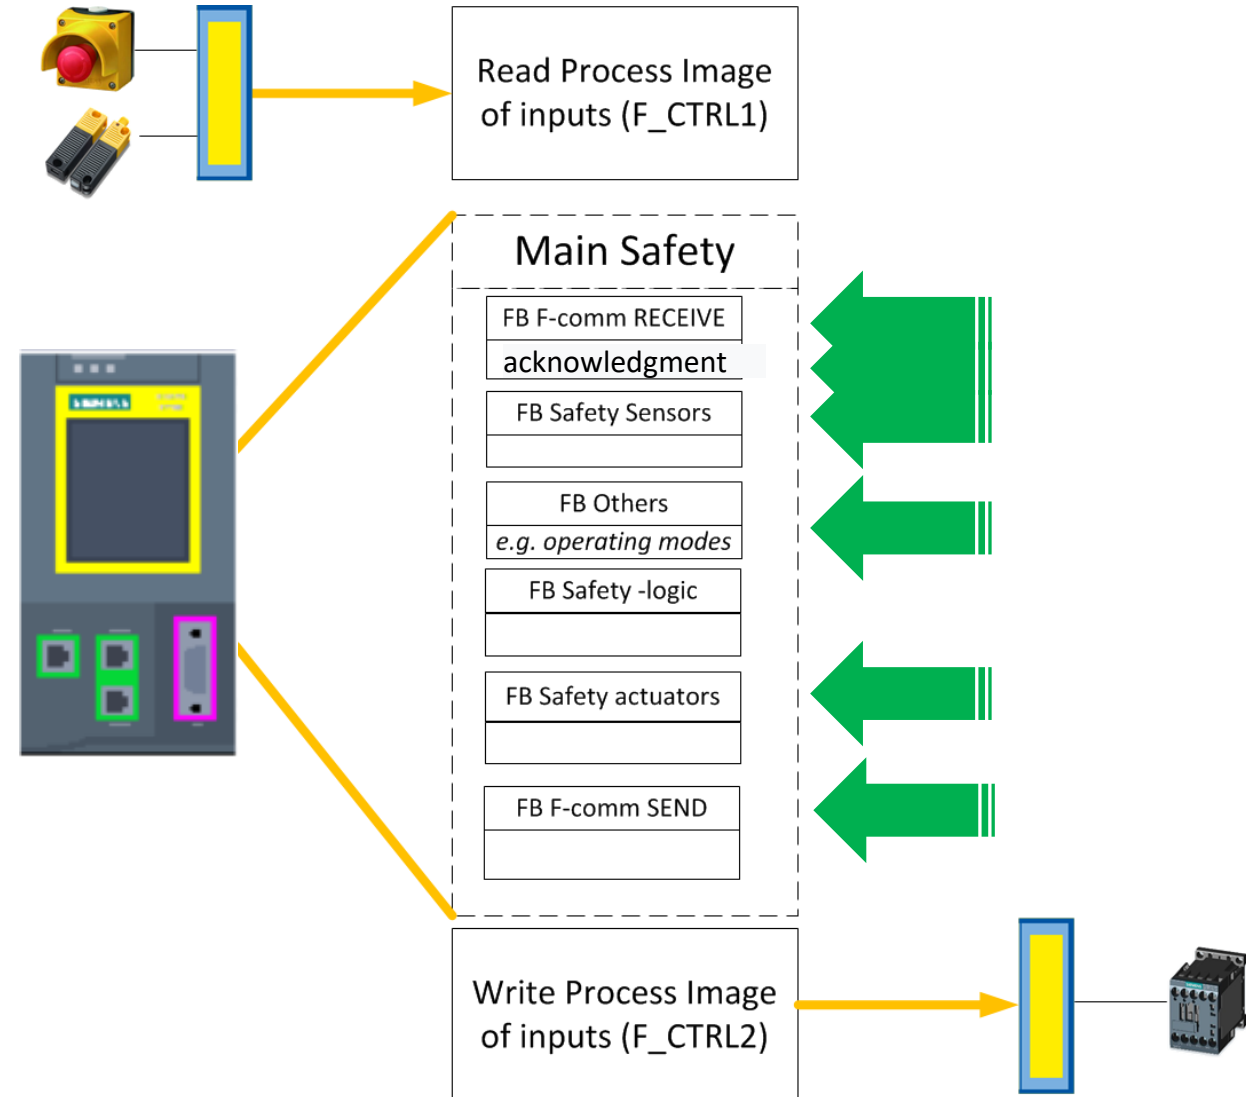 Read Process Image
of inputs (F_CTRL1)
Main Safety
FB F-comm RECEIVE
acknowledgment
FB Safety Sensors
FB Others
e.g. operating modes
FB Safety -logic
FB Safety actuators
FB F-comm SEND
Write Process Image
of inputs (F_CTRL2)
SIEMENS